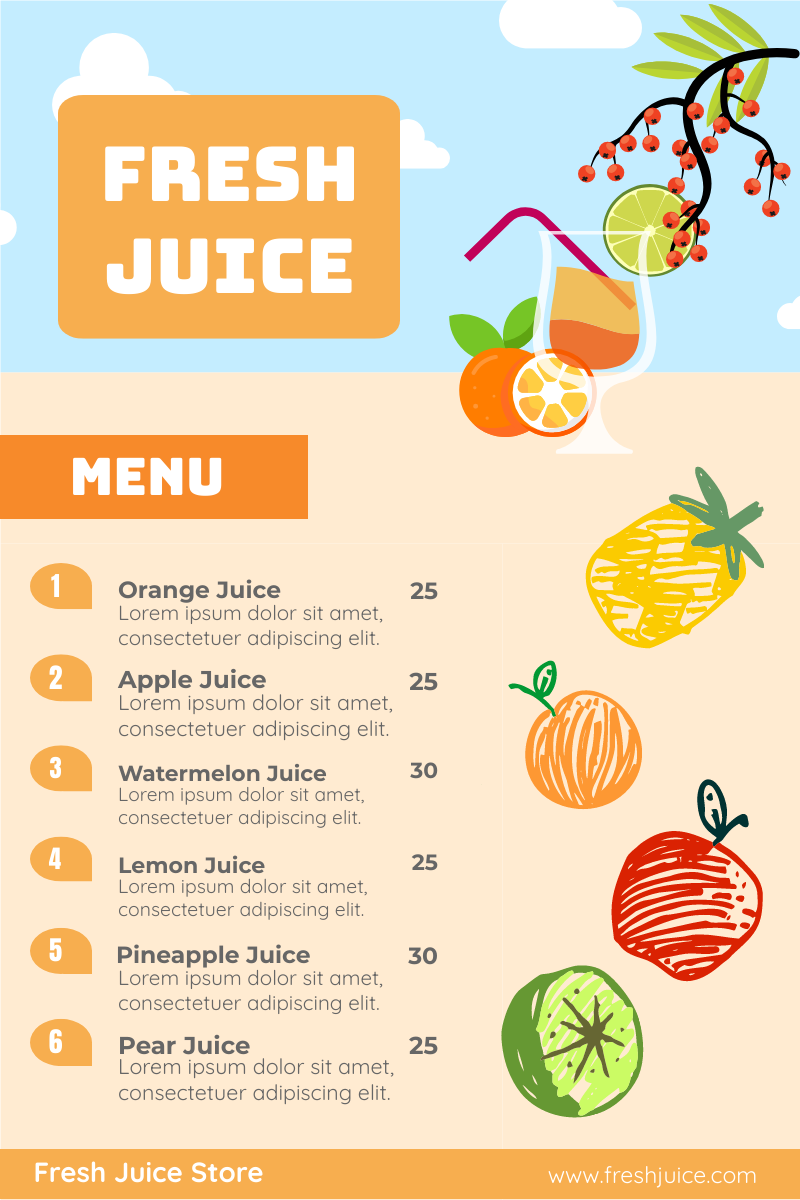 FRESH
JUICE
MENU
1
Orange Juice 25
Lorem ipsum dolor sit amet,
consectetuer adipiscing elit.
2
Apple Juice 25
Lorem ipsum dolor sit amet,
consectetuer adipiscing elit.
3
Watermelon Juice 30
Lorem ipsum dolor sit amet,
consectetuer adipiscing elit.
4
Lemon Juice 25
Lorem ipsum dolor sit amet,
consectetuer adipiscing elit.
5
Pineapple Juice 30
Lorem ipsum dolor sit amet,
consectetuer adipiscing elit.
6
Pear Juice 25
Lorem ipsum dolor sit amet,
consectetuer adipiscing elit.
Fresh Juice Store www.freshjuice.com